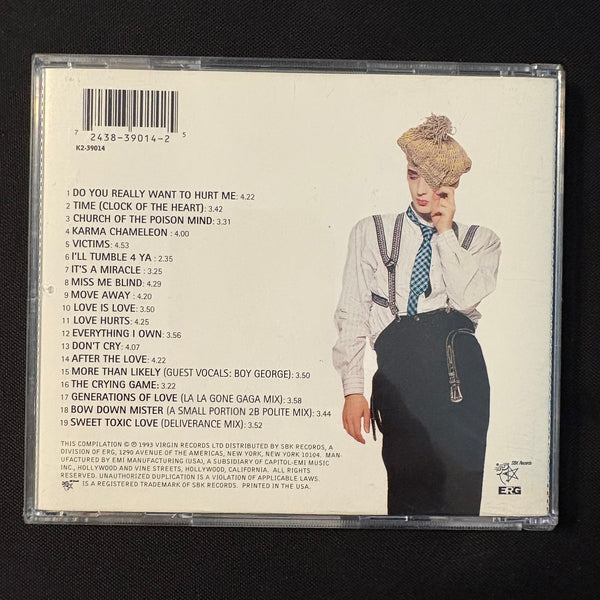 7 2438-39014-2 5
K2-39014
1 DO YOU REALLY WANT TO HURT ME: 4.22
2 TIME (CLOCK OF THE HEART): 3.42
3 CHURCH OF THE POISON MIND: 3.31
4 KARMA CHAMELEON : 4.00
5 VICTIMS: 4.53
6 I'LL TUMBLE 4 YA : 2.35
7 IT'S A MIRACLE : 3.25
8 MISS ME BLIND: 4.29
9 MOVE AWAY : 4.20
10 LOVE IS LOVE: 3.50
11 LOVE HURTS: 4.25
12 EVERYTHING I OWN: 3.56
13 DON'T CRY: 4.07
14 AFTER THE LOVE: 4.22
15 MORE THAN LIKELY (GUEST VOCALS: BOY GEORGE): 3.50
16 THE CRYING GAME: 3.22
17 GENERATIONS OF LOVE (LA LA GONE GAGA MIX): 3.58
18 BOW DOWN MISTER (A SMALL PORTION 2B POLITE MIX): 3.44
19 SWEET TOXIC LOVE (DELIVERANCE MIX): 3.52
THIS COMPILATION © ℗ 1993 VIRGIN RECORDS LTD DISTRIBUTED BY SBK RECORDS, A
DIVISION OF ERG, 1290 AVENUE OF THE AMERICAS, NEW YORK, NEW YORK 10104. MAN-
UFACTURED BY EMI MANUFACTURING (USA), A SUBSIDIARY OF CAPITOL-EMI MUSIC
INC., HOLLYWOOD AND VINE STREETS, HOLLYWOOD, CALIFORNIA. ALL RIGHTS
RESERVED. UNAUTHORIZED DUPLICATION IS A VIOLATION OF APPLICABLE LAWS.
IS A REGISTERED TRADEMARK OF SBK RECORDS. PRINTED IN THE USA.
SBK Records
ERG